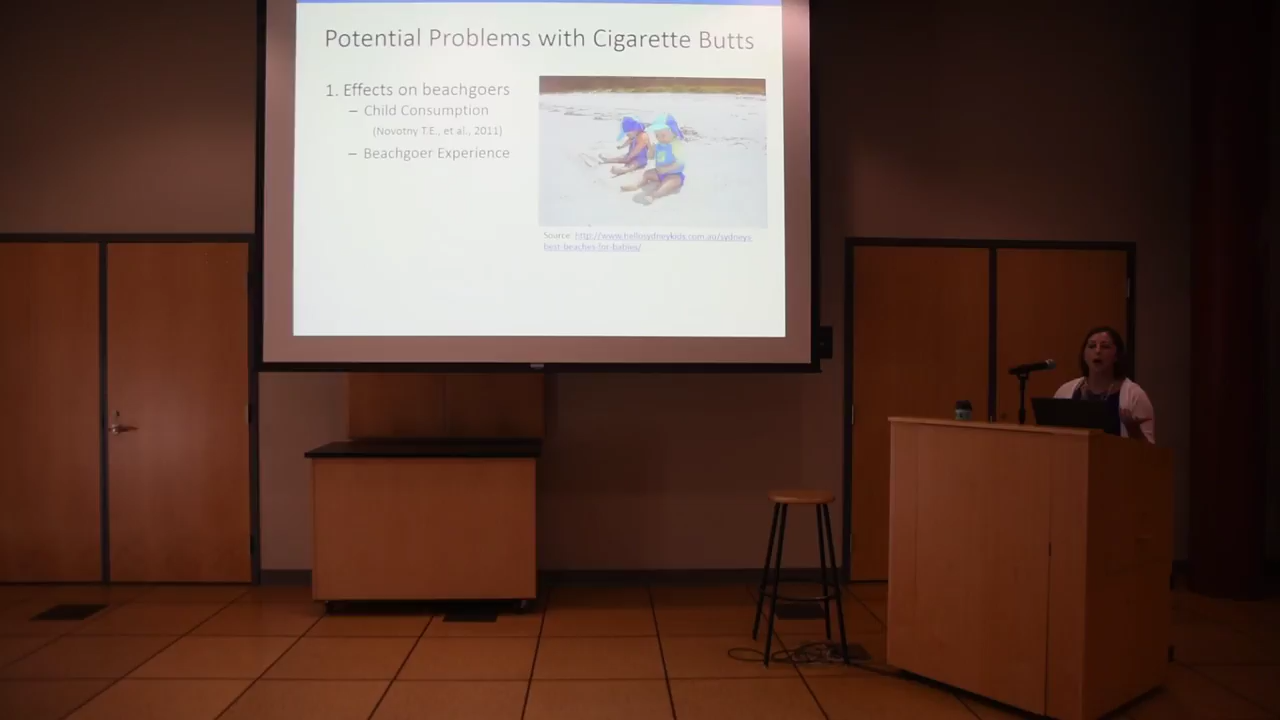 Potential Problems with Cigarette Butts
1. Effects on beachgoers
– Child Consumption
(Novotny T.E., et al., 2011)
– Beachgoer Experience
Source: http://www.hellosydneykids.com.au/sydneys-
best-beaches-for-babies/